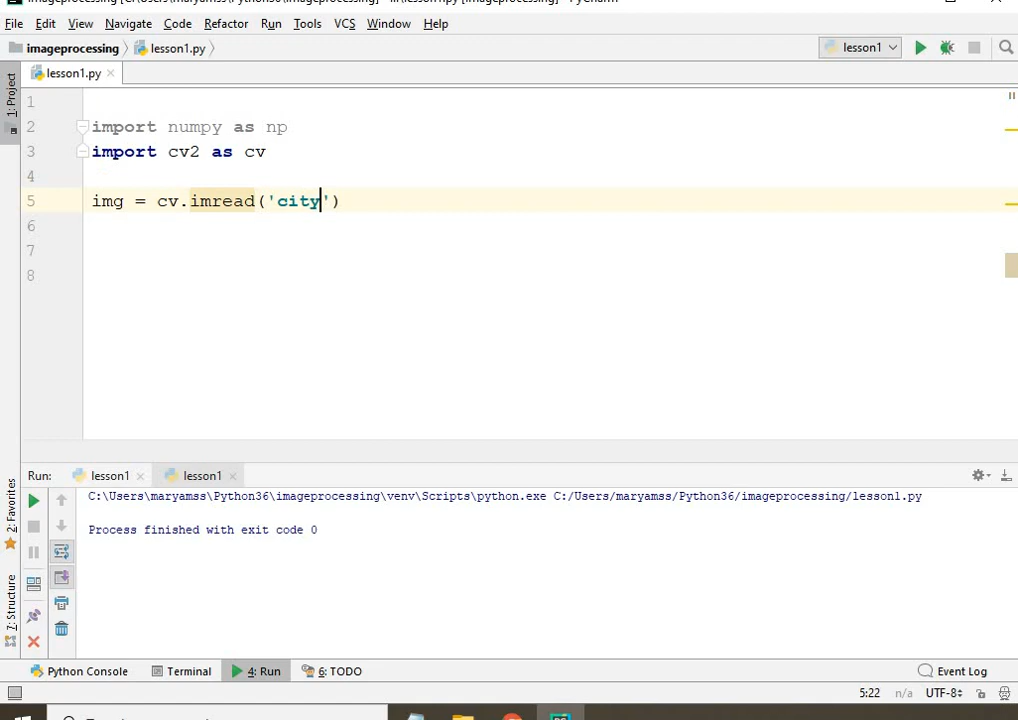 File Edit View Navigate Code Refactor Run Tools VCS Window Help
imageprocessing lesson1.py lesson1
1: Project
lesson1.py
1
2 import numpy as np
3 import cv2 as cv
4
5 img = cv.imread('city')
6
7
8
2: Favorites
7: Structure
Run: lesson1 lesson1
C:\Users\maryamss\Python36\imageprocessing\venv\Scripts\python.exe C:/Users/maryamss/Python36/imageprocessing/lesson1.py
Process finished with exit code 0
Python Console Terminal 4: Run 6: TODO Event Log
5:22 n/a UTF-8